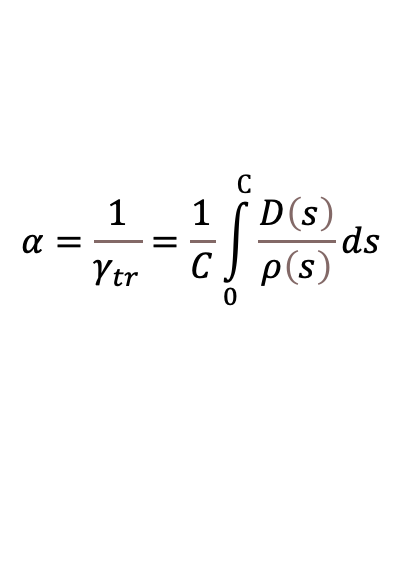 α = 1/γ_tr = 1/C ∫_0^C D(s)/ρ(s) ds